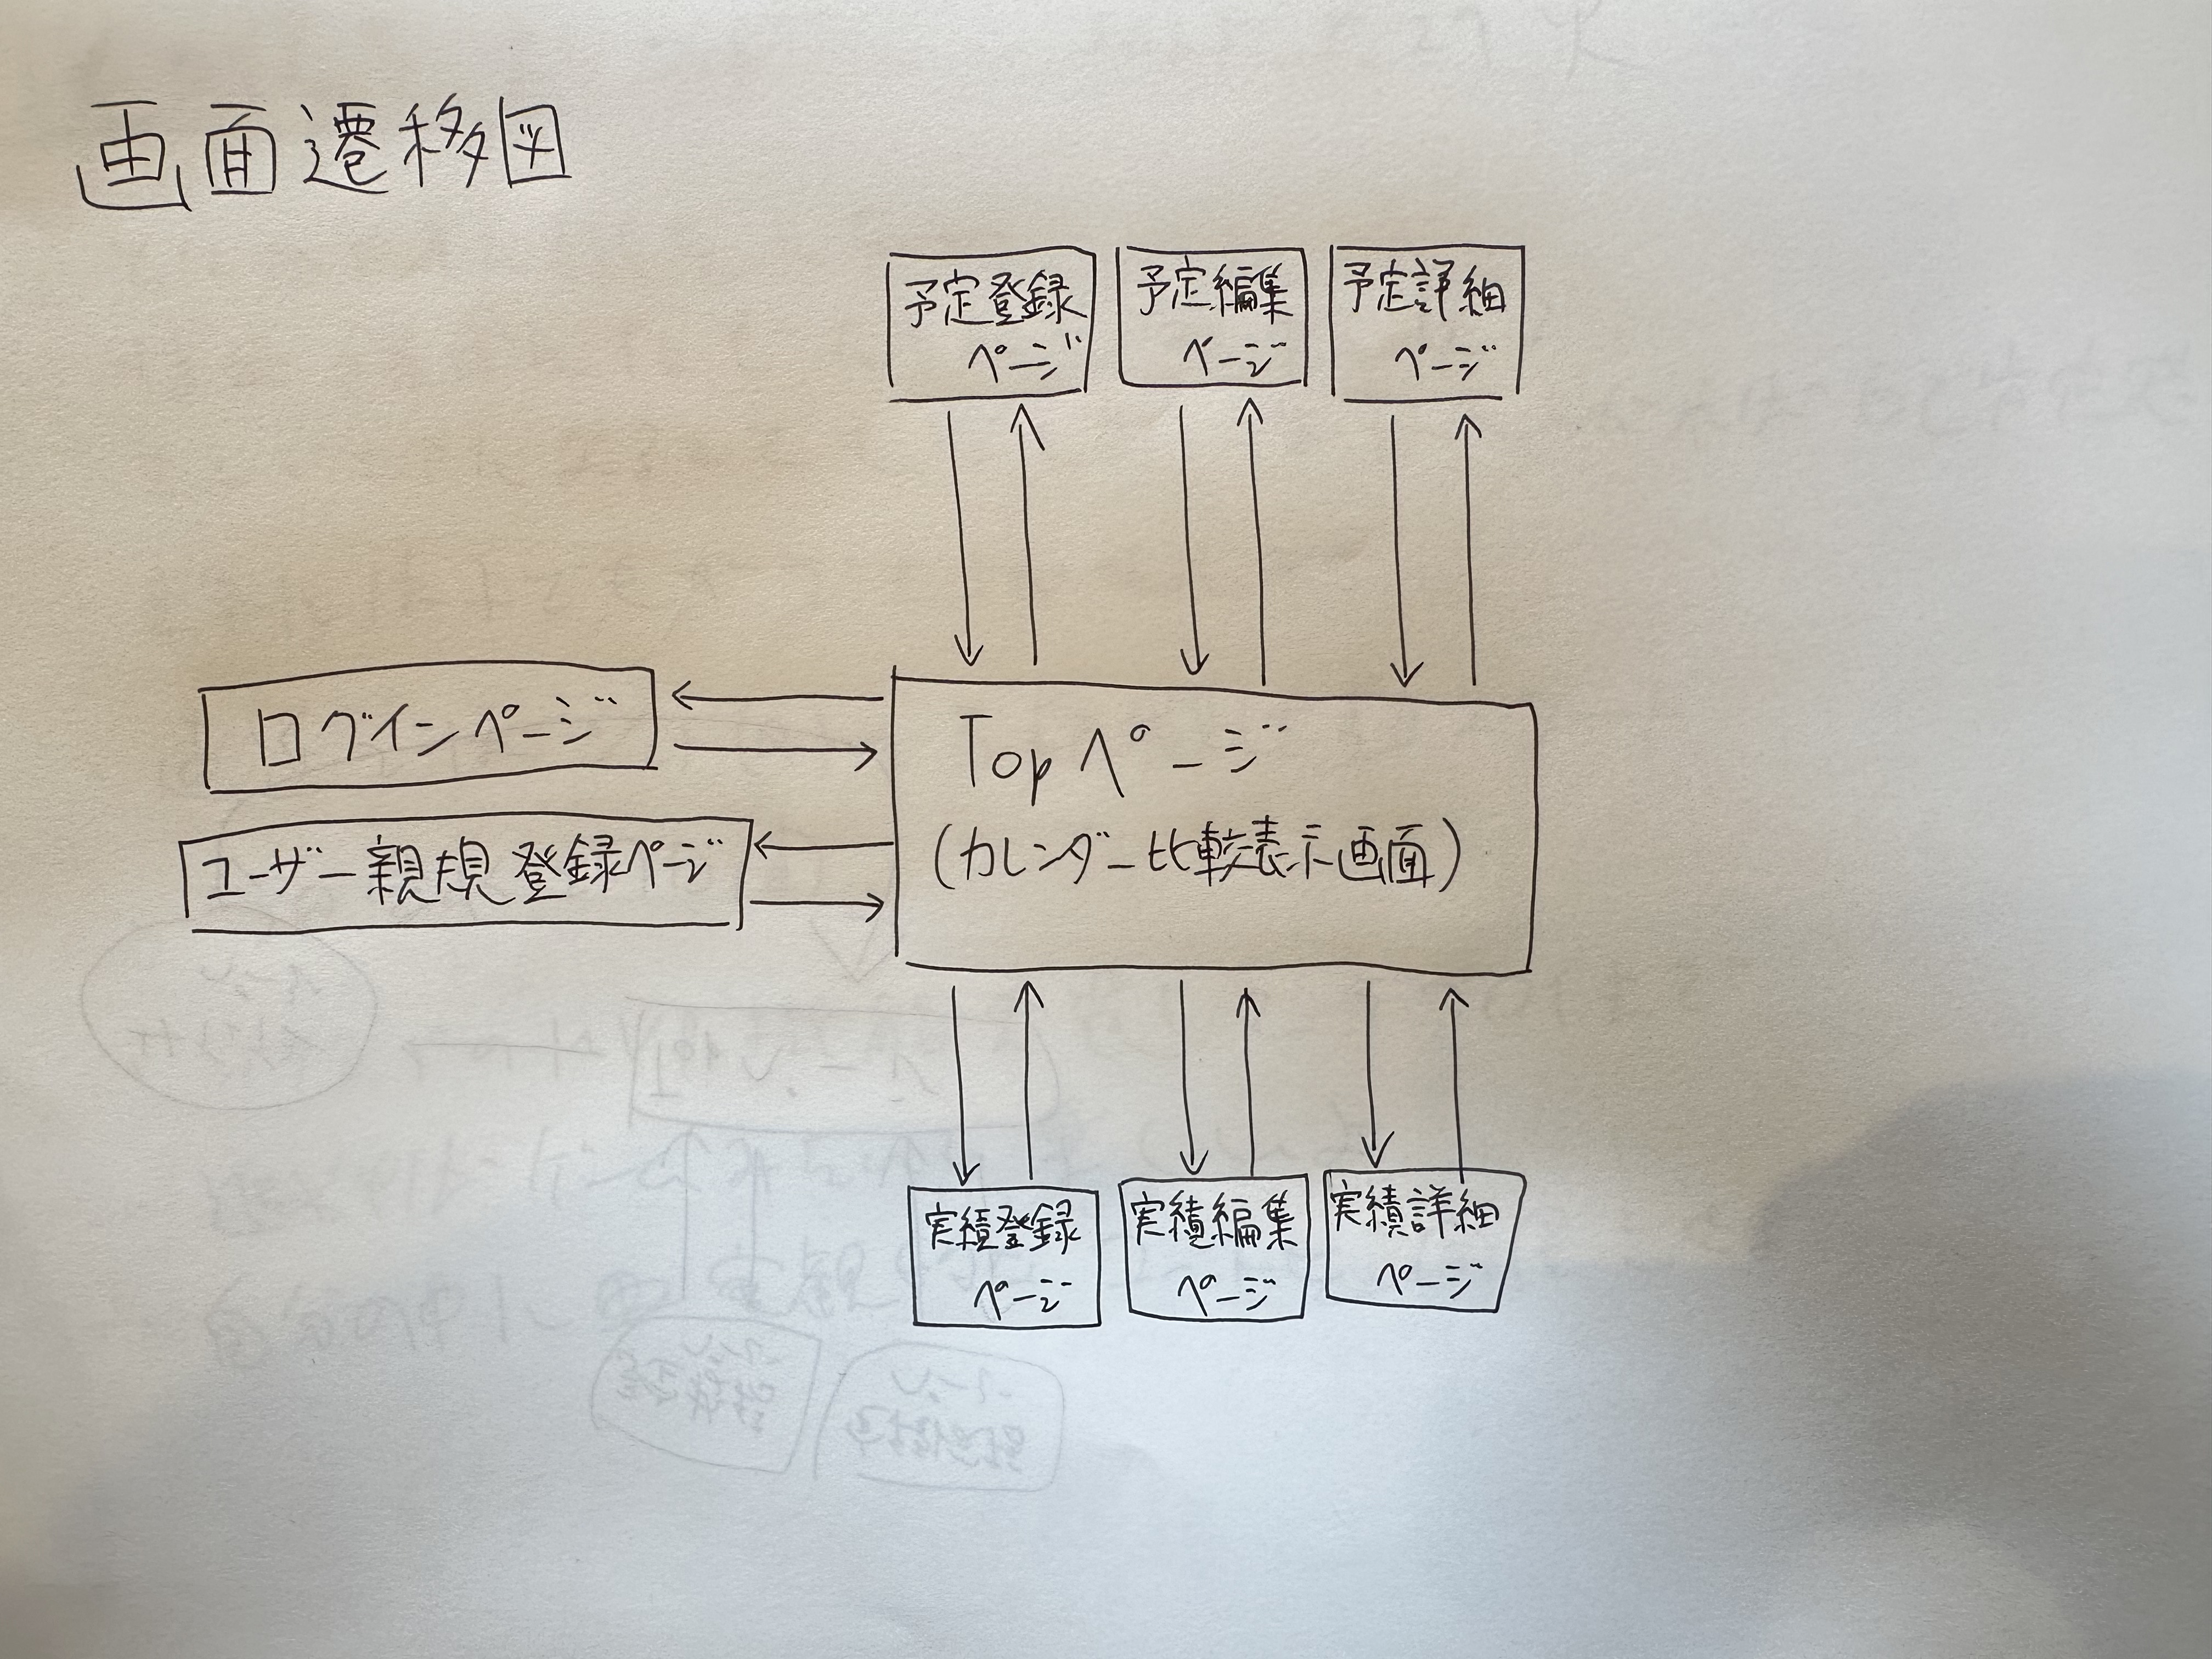 画面遷移図
予定登録
ページ
予定編集
ページ
予定詳細
ページ
ログインページ
Topページ
(カレンダー比較表示画面)
ユーザー親規登録ページ
実績登録
ページ
実績編集
ページ
実績詳細
ページ